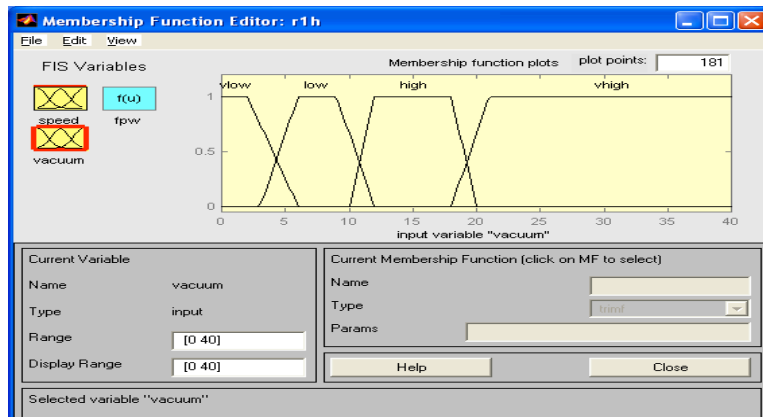 Membership Function Editor: r1h
File Edit View
FIS Variables
f(u)
speed fpw
vacuum
Membership function plots plot points: 181
vlow low high vhigh
1
0.5
0
0 5 10 15 20 25 30 35 40
input variable "vacuum"
Current Variable
Name vacuum
Type input
Range [0 40]
Display Range [0 40]
Current Membership Function (click on MF to select)
Name
Type trimf
Params
Help Close
Selected variable "vacuum"